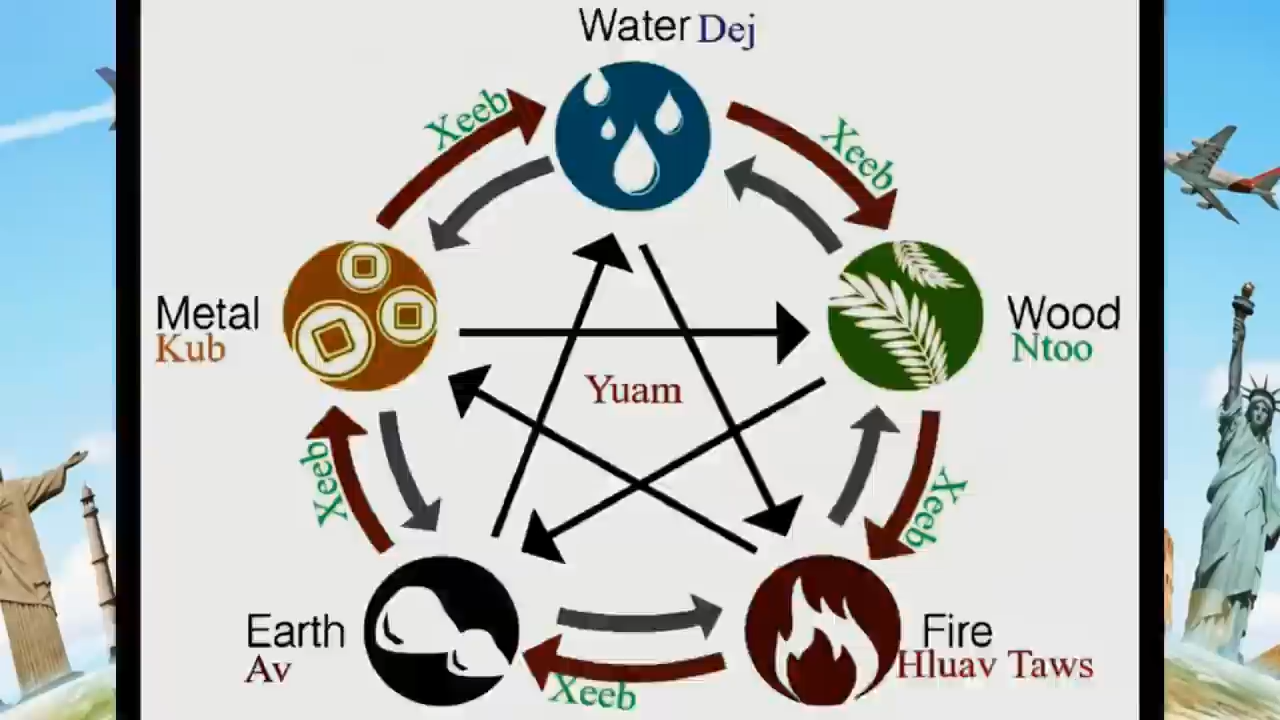 Water Dej
Xeeb
Xeeb
Metal
Kub
Wood
Ntoo
Yuam
Xeeb
Xeeb
Earth
Av
Fire
Hluav Taws
Xeeb